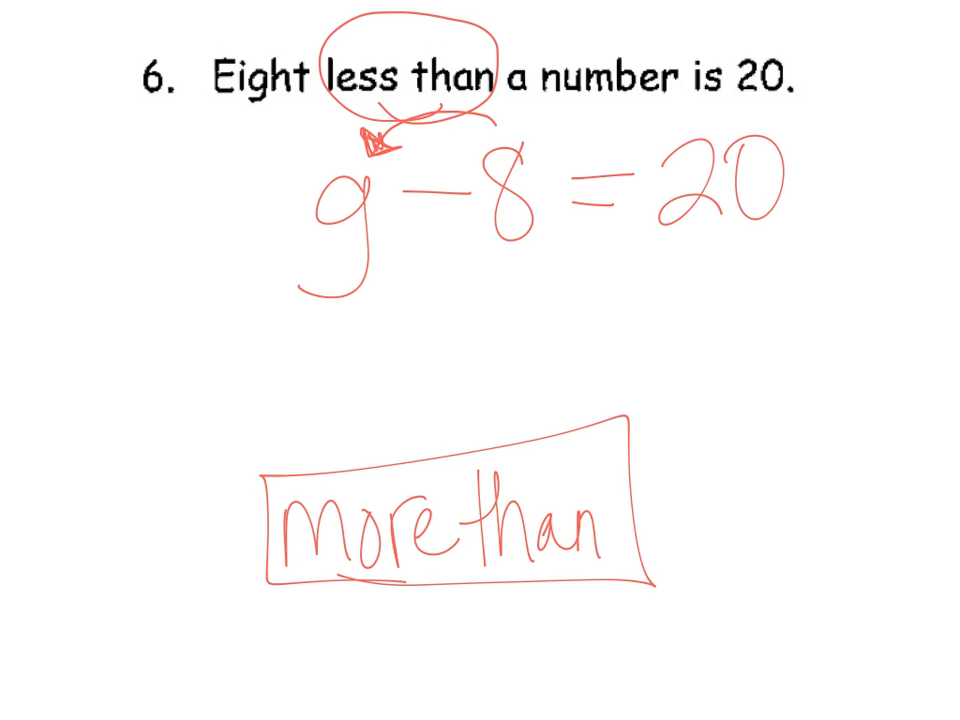 6. Eight less than a number is 20.
g - 8 = 20
more than